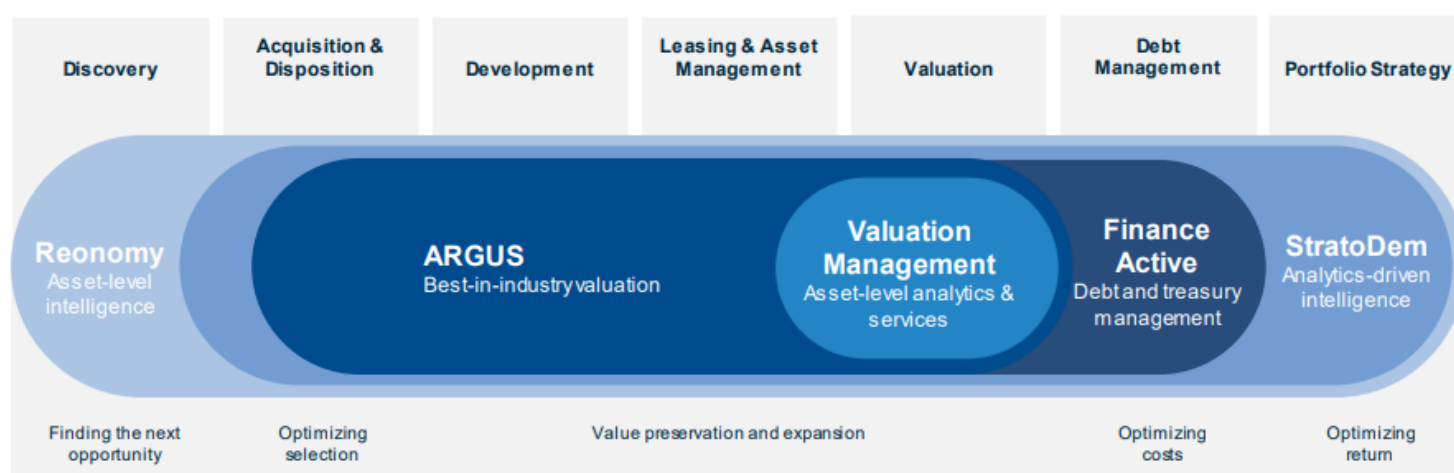 Discovery
Acquisition &
Disposition
Development
Leasing & Asset
Management
Valuation
Debt
Management
Portfolio Strategy
Reonomy
Asset-level
intelligence
ARGUS
Best-in-industry valuation
Valuation
Management
Asset-level analytics &
services
Finance
Active
Debt and treasury
management
StratoDem
Analytics-driven
intelligence
Finding the next
opportunity
Optimizing
selection
Value preservation and expansion
Optimizing
costs
Optimizing
return